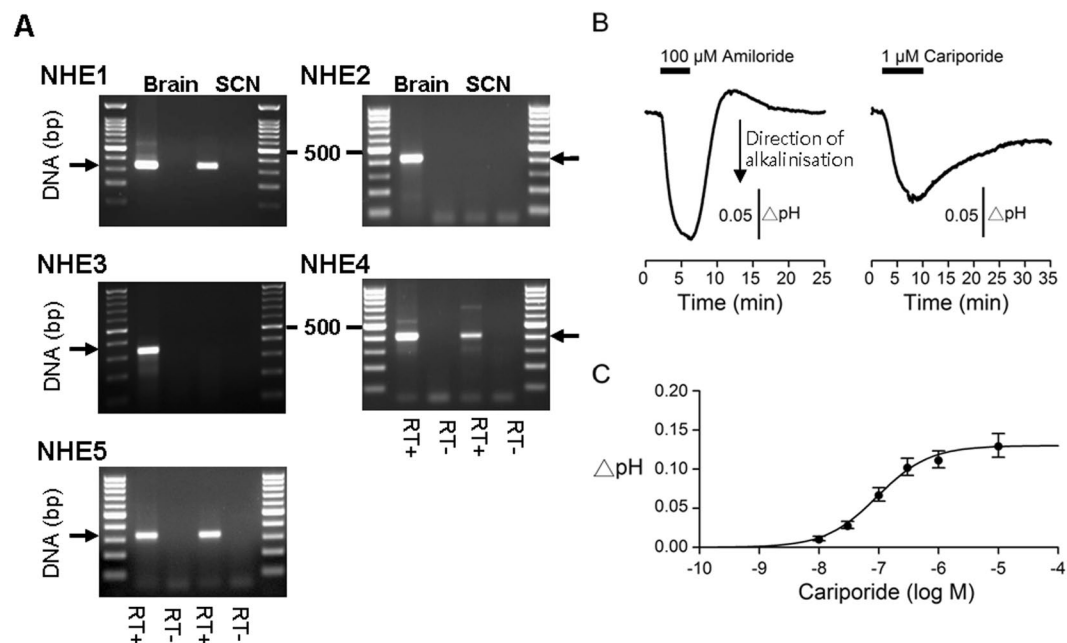 A
NHE1
Brain SCN
DNA (bp)
NHE2
Brain SCN
500
NHE3
DNA (bp)
NHE4
500
RT+ RT- RT+ RT-
NHE5
DNA (bp)
RT+ RT- RT+ RT-
B
100 μM Amiloride
Direction of
alkalinisation
0.05 △pH
0 5 10 15 20 25
Time (min)
1 μM Cariporide
0.05 △pH
0 5 10 15 20 25 30 35
Time (min)
C
△pH
0.20
0.15
0.10
0.05
0.00
-10 -9 -8 -7 -6 -5 -4
Cariporide (log M)